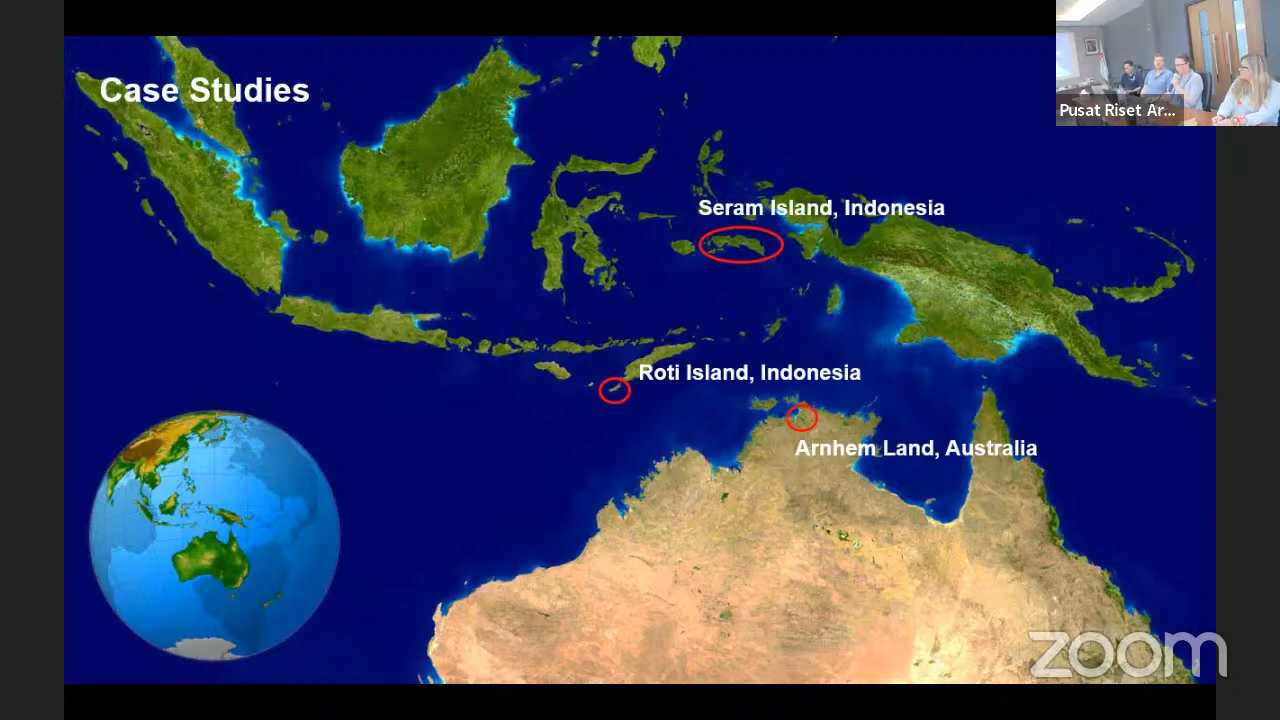 Case Studies
Pusat Riset Ar...
Seram Island, Indonesia
Roti Island, Indonesia
Arnhem Land, Australia
zoom